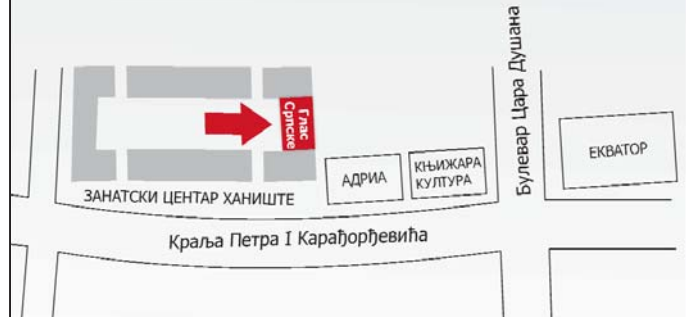 Булевар Цара Душана
Глас
Српске
ЕКВАТОР
АДРИА
КЊИЖАРА
КУЛТУРА
ЗАНАТСКИ ЦЕНТАР ХАНИШТЕ
Краља Петра I Карађорђевића